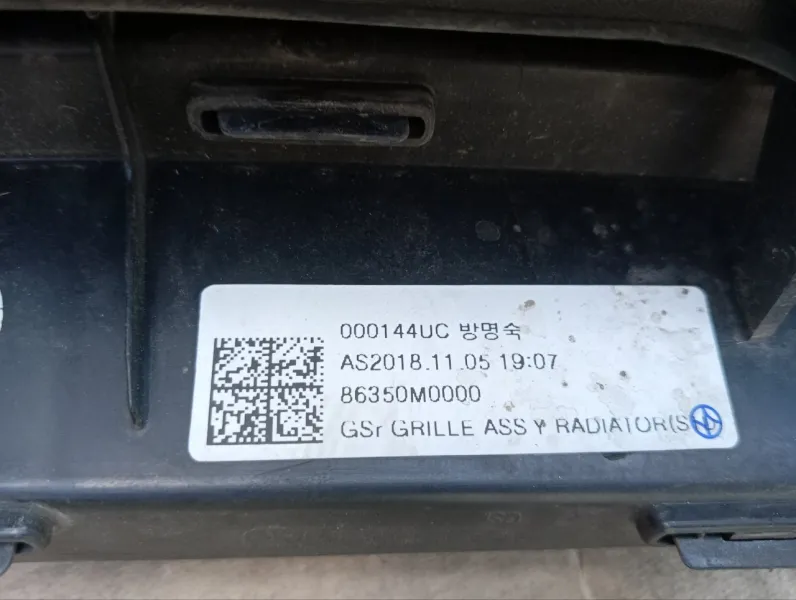 000144UC 방명숙
AS2018.11.05 19:07
86350M0000
GSr GRILLE ASS Y RADIATOR(S